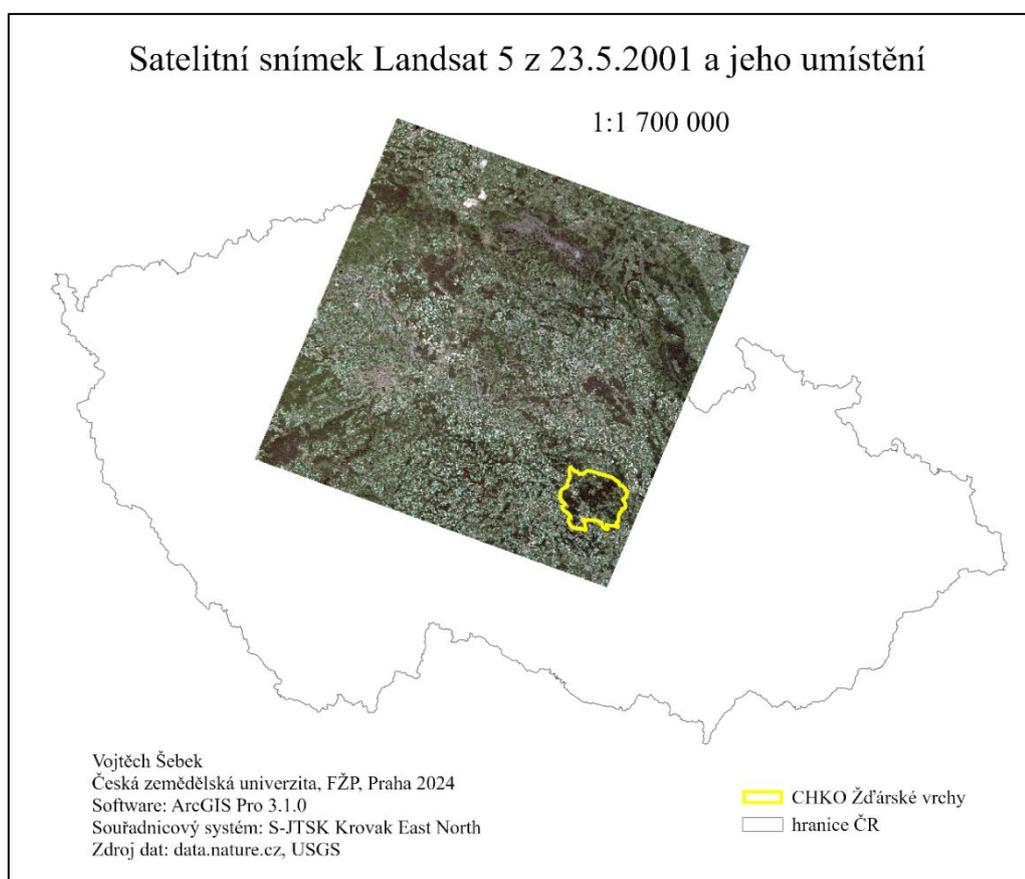 Satelitní snímek Landsat 5 z 23.5.2001 a jeho umístění
1:1 700 000
Vojtěch Šebek
Česká zemědělská univerzita, FŽP, Praha 2024
Software: ArcGIS Pro 3.1.0
Souřadnicový systém: S-JTSK Krovak East North
Zdroj dat: data.nature.cz, USGS
CHKO Žďárské vrchy
hranice ČR